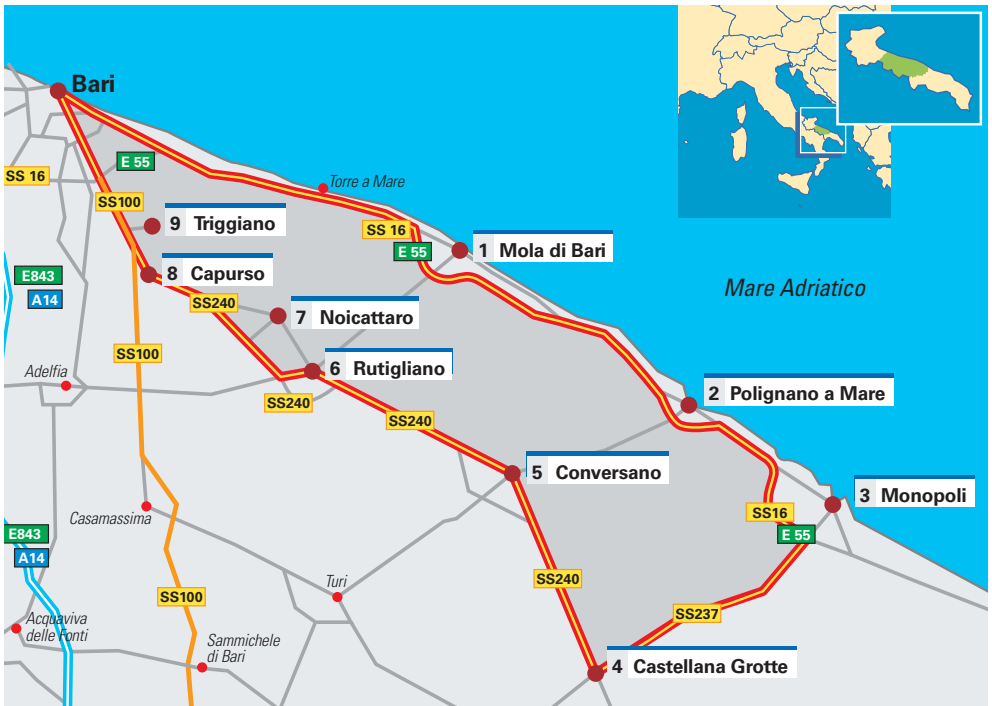 Bari
E 55
SS 16
Torre a Mare
SS100
9 Triggiano
SS 16
E 55
1 Mola di Bari
8 Capurso
E843
A14
SS240
Mare Adriatico
7 Noicattaro
SS100
6 Rutigliano
Adelfia
SS240
SS240
2 Polignano a Mare
5 Conversano
3 Monopoli
Casamassima
SS16
E 55
E843
A14
SS240
Turi
SS100
SS237
Acquaviva
delle Fonti
Sammichele
di Bari
4 Castellana Grotte